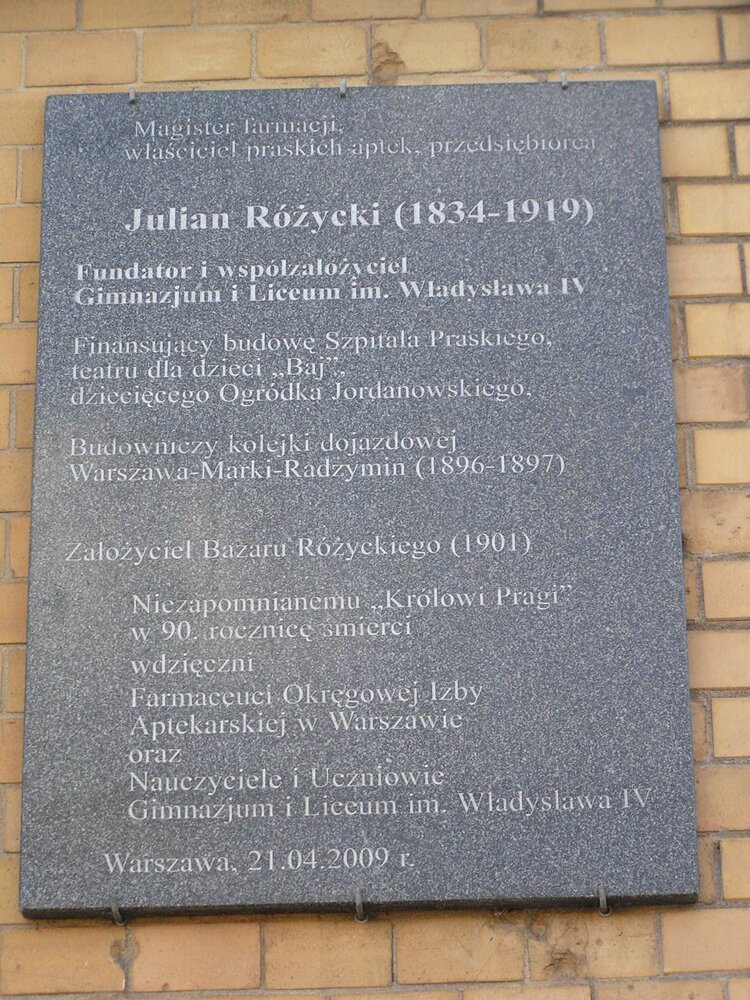 Magister farmacji,
właściciel praskich aptek, przedsiębiorca
Julian Różycki (1834-1919)
Fundator i współzałożyciel
Gimnazjum i Liceum im. Władysława IV
Finansujący budowę Szpitala Praskiego,
teatru dla dzieci „Baj”,
dziecięcego Ogródka Jordanowskiego,
Budowniczy kolejki dojazdowej
Warszawa-Marki-Radzymin (1896-1897)
Założyciel Bazaru Różyckiego (1901)
Niezapomnianemu „Królowi Pragi”
w 90. rocznicę śmierci
wdzięczni
Farmaceuci Okręgowej Izby
Aptekarskiej w Warszawie
oraz
Nauczyciele i Uczniowie
Gimnazjum i Liceum im. Władysława IV
Warszawa, 21.04.2009 r.